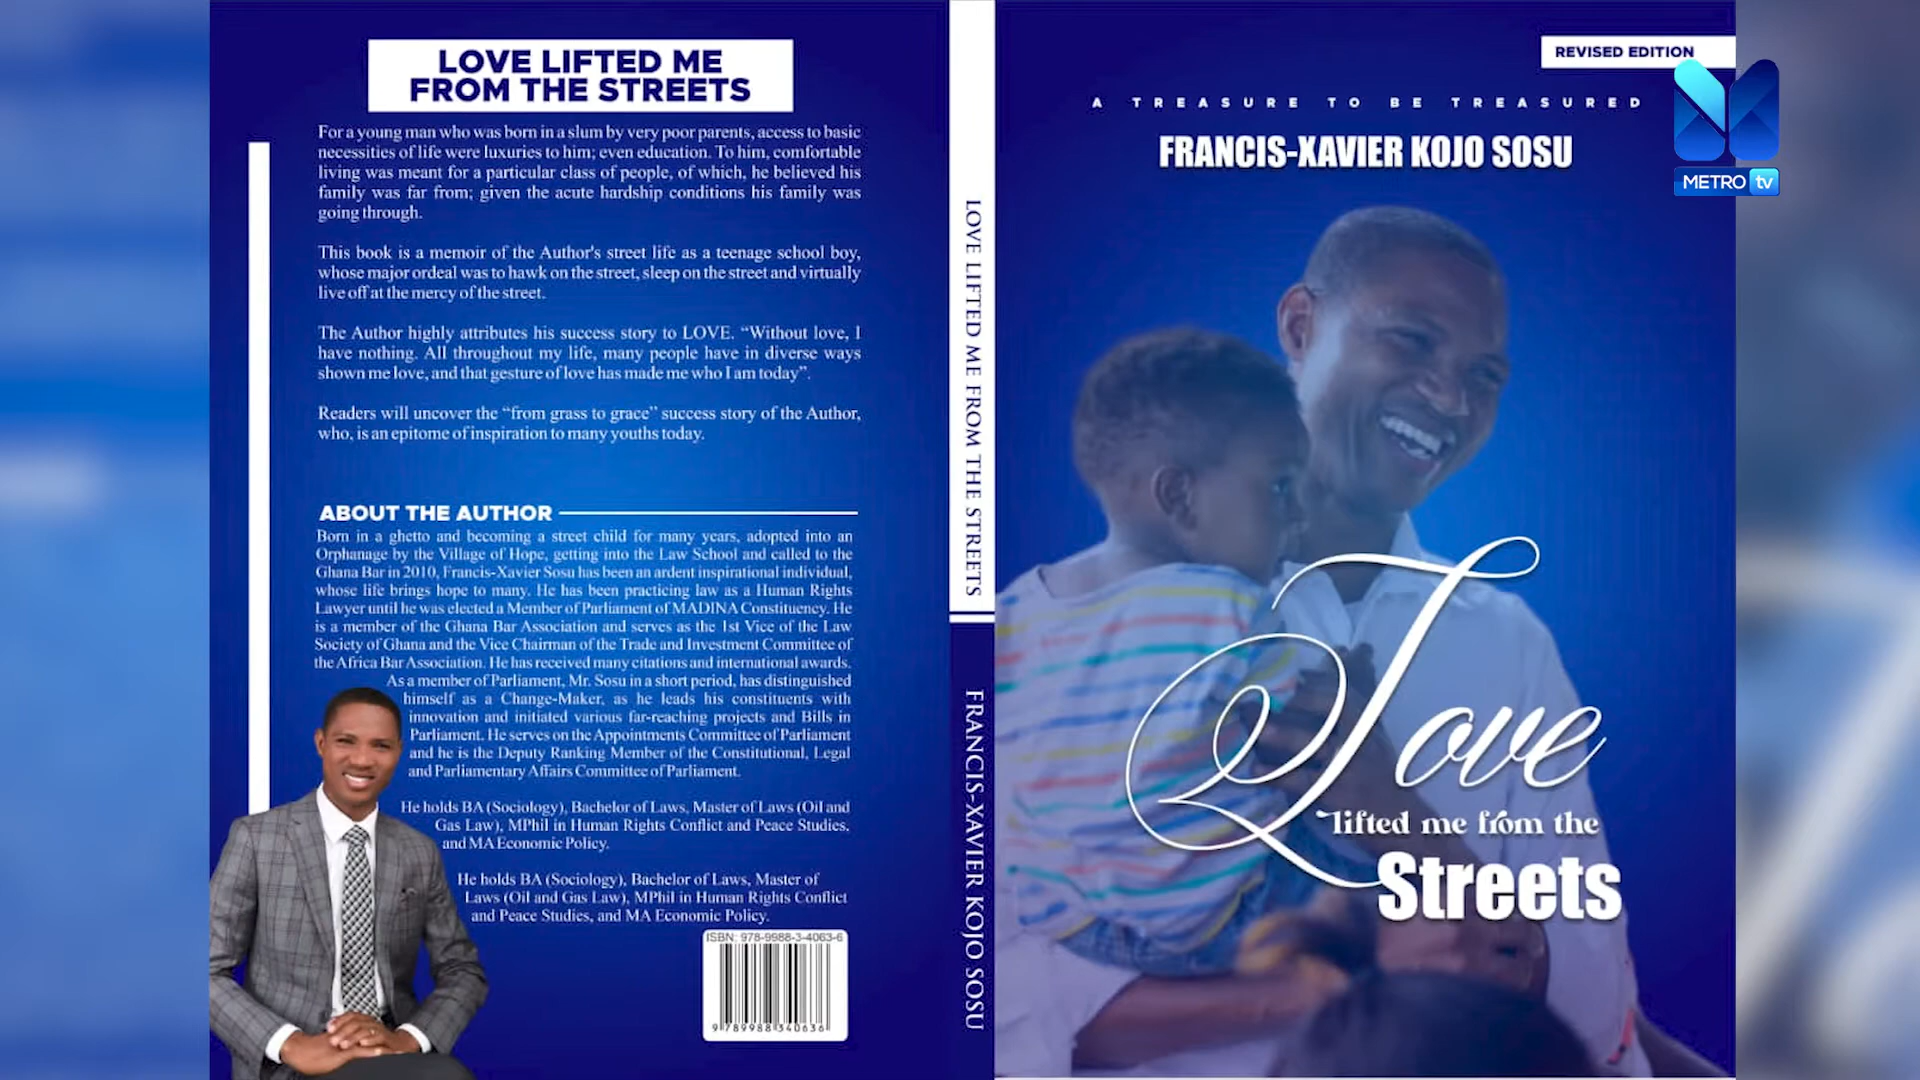 LOVE LIFTED ME
FROM THE STREETS
For a young man who was born in a slum by very poor parents, access to basic
necessities of life were luxuries to him; even education. To him, comfortable
living was meant for a particular class of people, of which, he believed his
family was far from; given the acute hardship conditions his family was
going through.
This book is a memoir of the Author's street life as a teenage school boy,
whose major ordeal was to hawk on the street, sleep on the street and virtually
live off at the mercy of the street.
The Author highly attributes his success story to LOVE. “Without love, I
have nothing. All throughout my life, many people have in diverse ways
shown me love, and that gesture of love has made me who I am today”.
Readers will uncover the “from grass to grace” success story of the Author,
who, is an epitome of inspiration to many youths today.
ABOUT THE AUTHOR
Born in a ghetto and becoming a street child for many years, adopted into an
Orphanage by the Village of Hope, getting into the Law School and called to the
Ghana Bar in 2010, Francis-Xavier Sosu has been an ardent inspirational individual,
whose life brings hope to many. He has been practicing law as a Human Rights
Lawyer until he was elected a Member of Parliament of MADINA Constituency. He
is a member of the Ghana Bar Association and serves as the 1st Vice of the Law
Society of Ghana and the Vice Chairman of the Trade and Investment Committee of
the Africa Bar Association. He has received many citations and international awards.
As a member of Parliament, Mr. Sosu in a short period, has distinguished
himself as a Change-Maker, as he leads his constituents with
innovation and initiated various far-reaching projects and Bills in
Parliament. He serves on the Appointments Committee of Parliament
and he is the Deputy Ranking Member of the Constitutional, Legal
and Parliamentary Affairs Committee of Parliament.
He holds BA (Sociology), Bachelor of Laws, Master of Laws (Oil and
Gas Law), MPhil in Human Rights Conflict and Peace Studies,
and MA Economic Policy.
He holds BA (Sociology), Bachelor of Laws, Master of
Laws (Oil and Gas Law), MPhil in Human Rights Conflict
and Peace Studies, and MA Economic Policy.
ISBN: 978-9988-3-4063-6
9 789988 340636
LOVE LIFTED ME FROM THE STREETS
FRANCIS-XAVIER KOJO SOSU
REVISED EDITION
A TREASURE TO BE TREASURED
FRANCIS-XAVIER KOJO SOSU
Love
lifted me from the
Streets
METRO tv